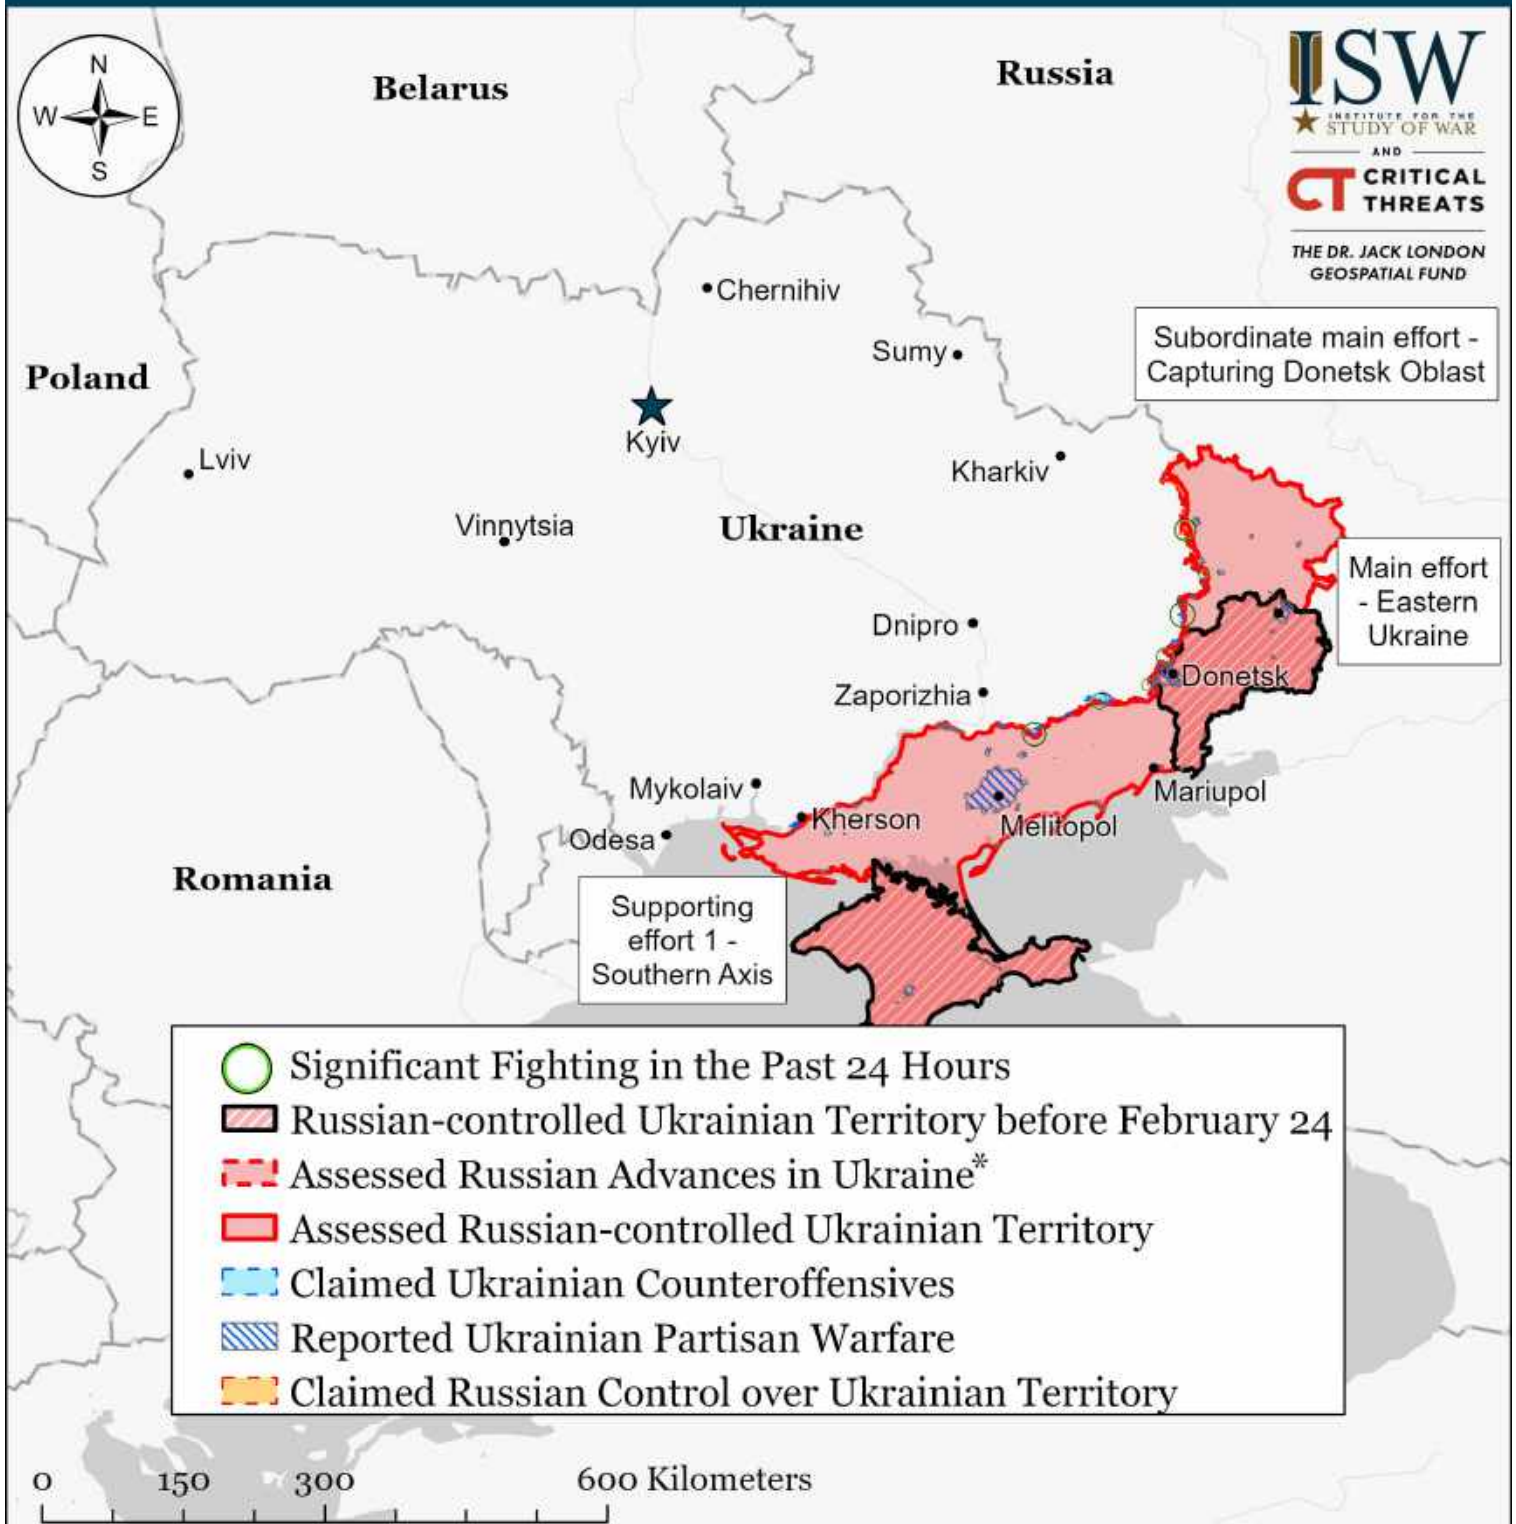 N
W
E
S
Belarus
Russia
ISW
INSTITUTE FOR THE
STUDY OF WAR
AND
CT CRITICAL
THREATS
THE DR. JACK LONDON
GEOSPATIAL FUND
Chernihiv
Subordinate main effort -
Capturing Donetsk Oblast
Sumy
Poland
Kyiv
Lviv
Kharkiv
Vinnytsia
Ukraine
Main effort
- Eastern
Ukraine
Dnipro
Donetsk
Zaporizhia
Mykolaiv
Mariupol
Kherson
Melitopol
Odesa
Romania
Supporting
effort 1 -
Southern Axis
Significant Fighting in the Past 24 Hours
Russian-controlled Ukrainian Territory before February 24
Assessed Russian Advances in Ukraine*
Assessed Russian-controlled Ukrainian Territory
Claimed Ukrainian Counteroffensives
Reported Ukrainian Partisan Warfare
Claimed Russian Control over Ukrainian Territory
0 150 300 600 Kilometers